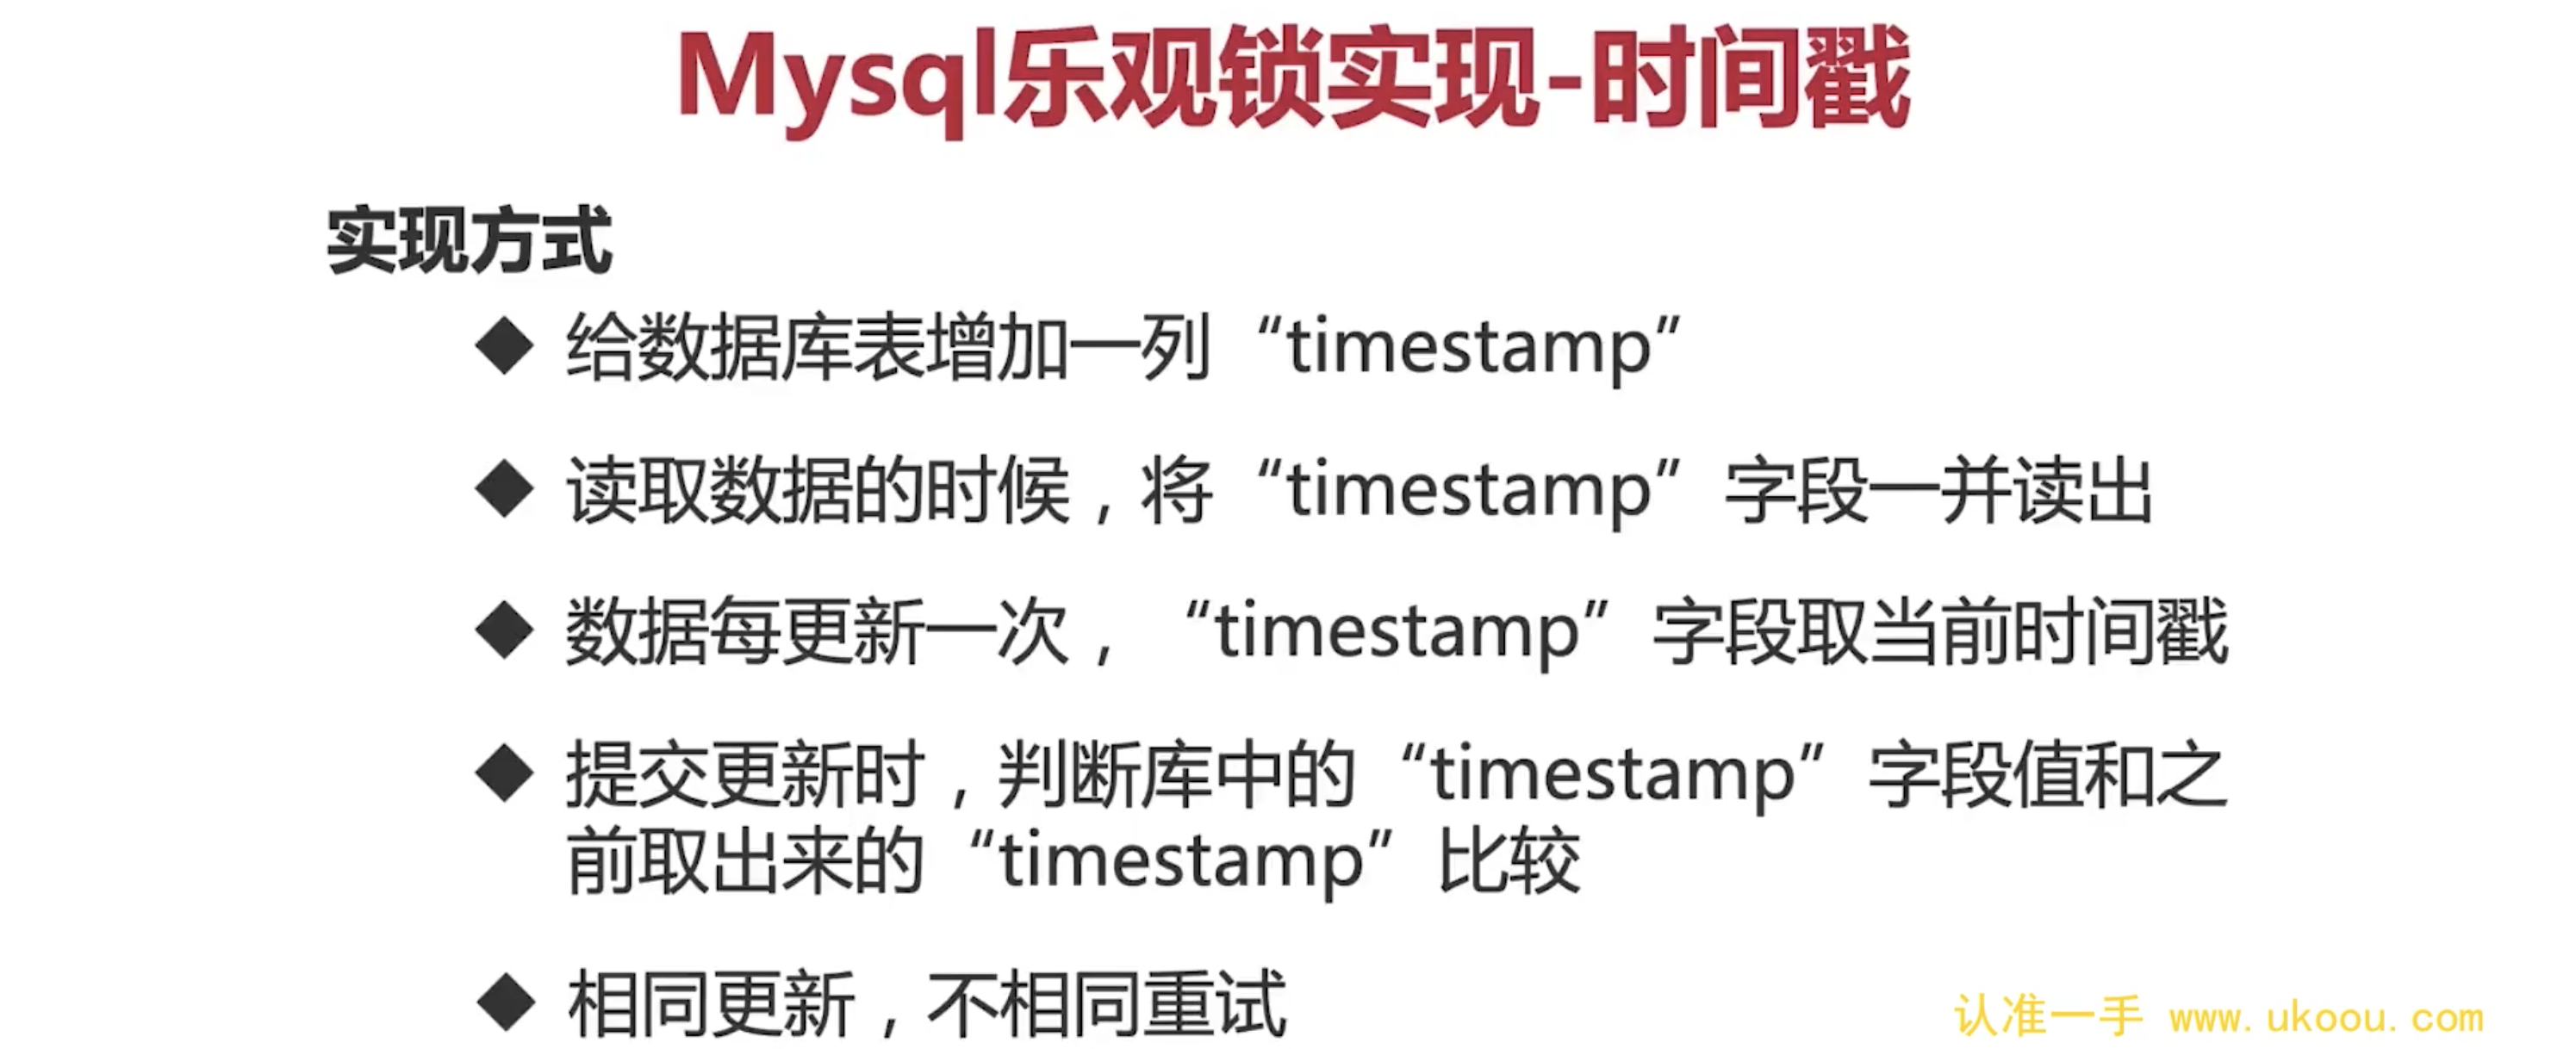 Mysql乐观锁实现-时间戳
实现方式
◆ 给数据库表增加一列“timestamp”
◆ 读取数据的时候，将“timestamp”字段一并读出
◆ 数据每更新一次，“timestamp”字段取当前时间戳
◆ 提交更新时，判断库中的“timestamp”字段值和之
前取出来的“timestamp”比较
◆ 相同更新，不相同重试
认准一手 www.ukoou.com